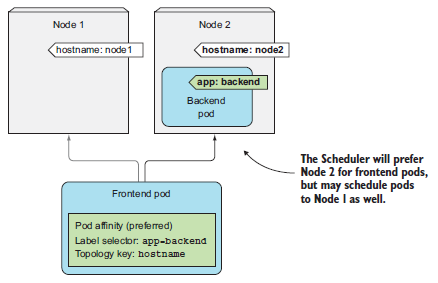 Node 1
hostname: node1
Node 2
hostname: node2
app: backend
Backend
pod
The Scheduler will prefer
Node 2 for frontend pods,
but may schedule pods
to Node 1 as well.
Frontend pod
Pod affinity (preferred)
Label selector: app=backend
Topology key: hostname